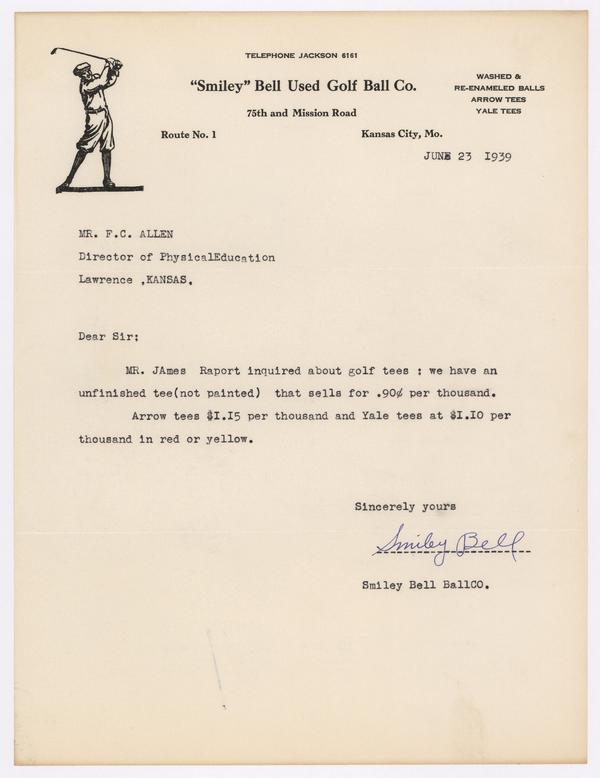 TELEPHONE JACKSON 6161
"Smiley" Bell Used Golf Ball Co.
75th and Mission Road
Route No. 1 Kansas City, Mo.
WASHED &
RE-ENAMELED BALLS
ARROW TEES
YALE TEES
JUNE 23 I939
MR. F.C. ALLEN
Director of PhysicalEducation
Lawrence ,KANSAS.
Dear Sir:
MR. JAmes Raport inquired about golf tees : we have an
unfinished tee(not painted) that sells for .90¢ per thousand.
Arrow tees $I.I5 per thousand and Yale tees at $I.I0 per
thousand in red or yellow.
Sincerely yours
Smiley Bell
Smiley Bell BallCO.